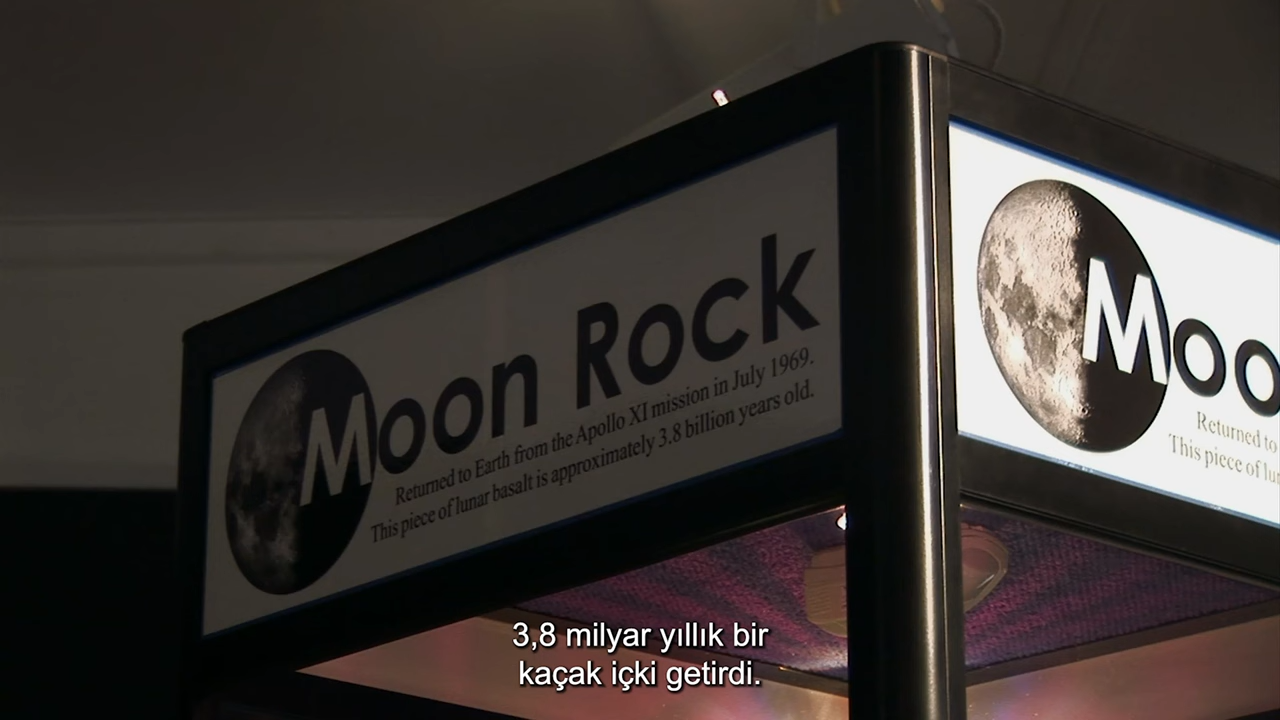 Moon Rock
Returned to Earth from the Apollo XI mission in July 1969.
This piece of lunar basalt is approximately 3.8 billion years old.
Moo
Returned to
This piece of lu
3,8 milyar yıllık bir
kaçak içki getirdi.